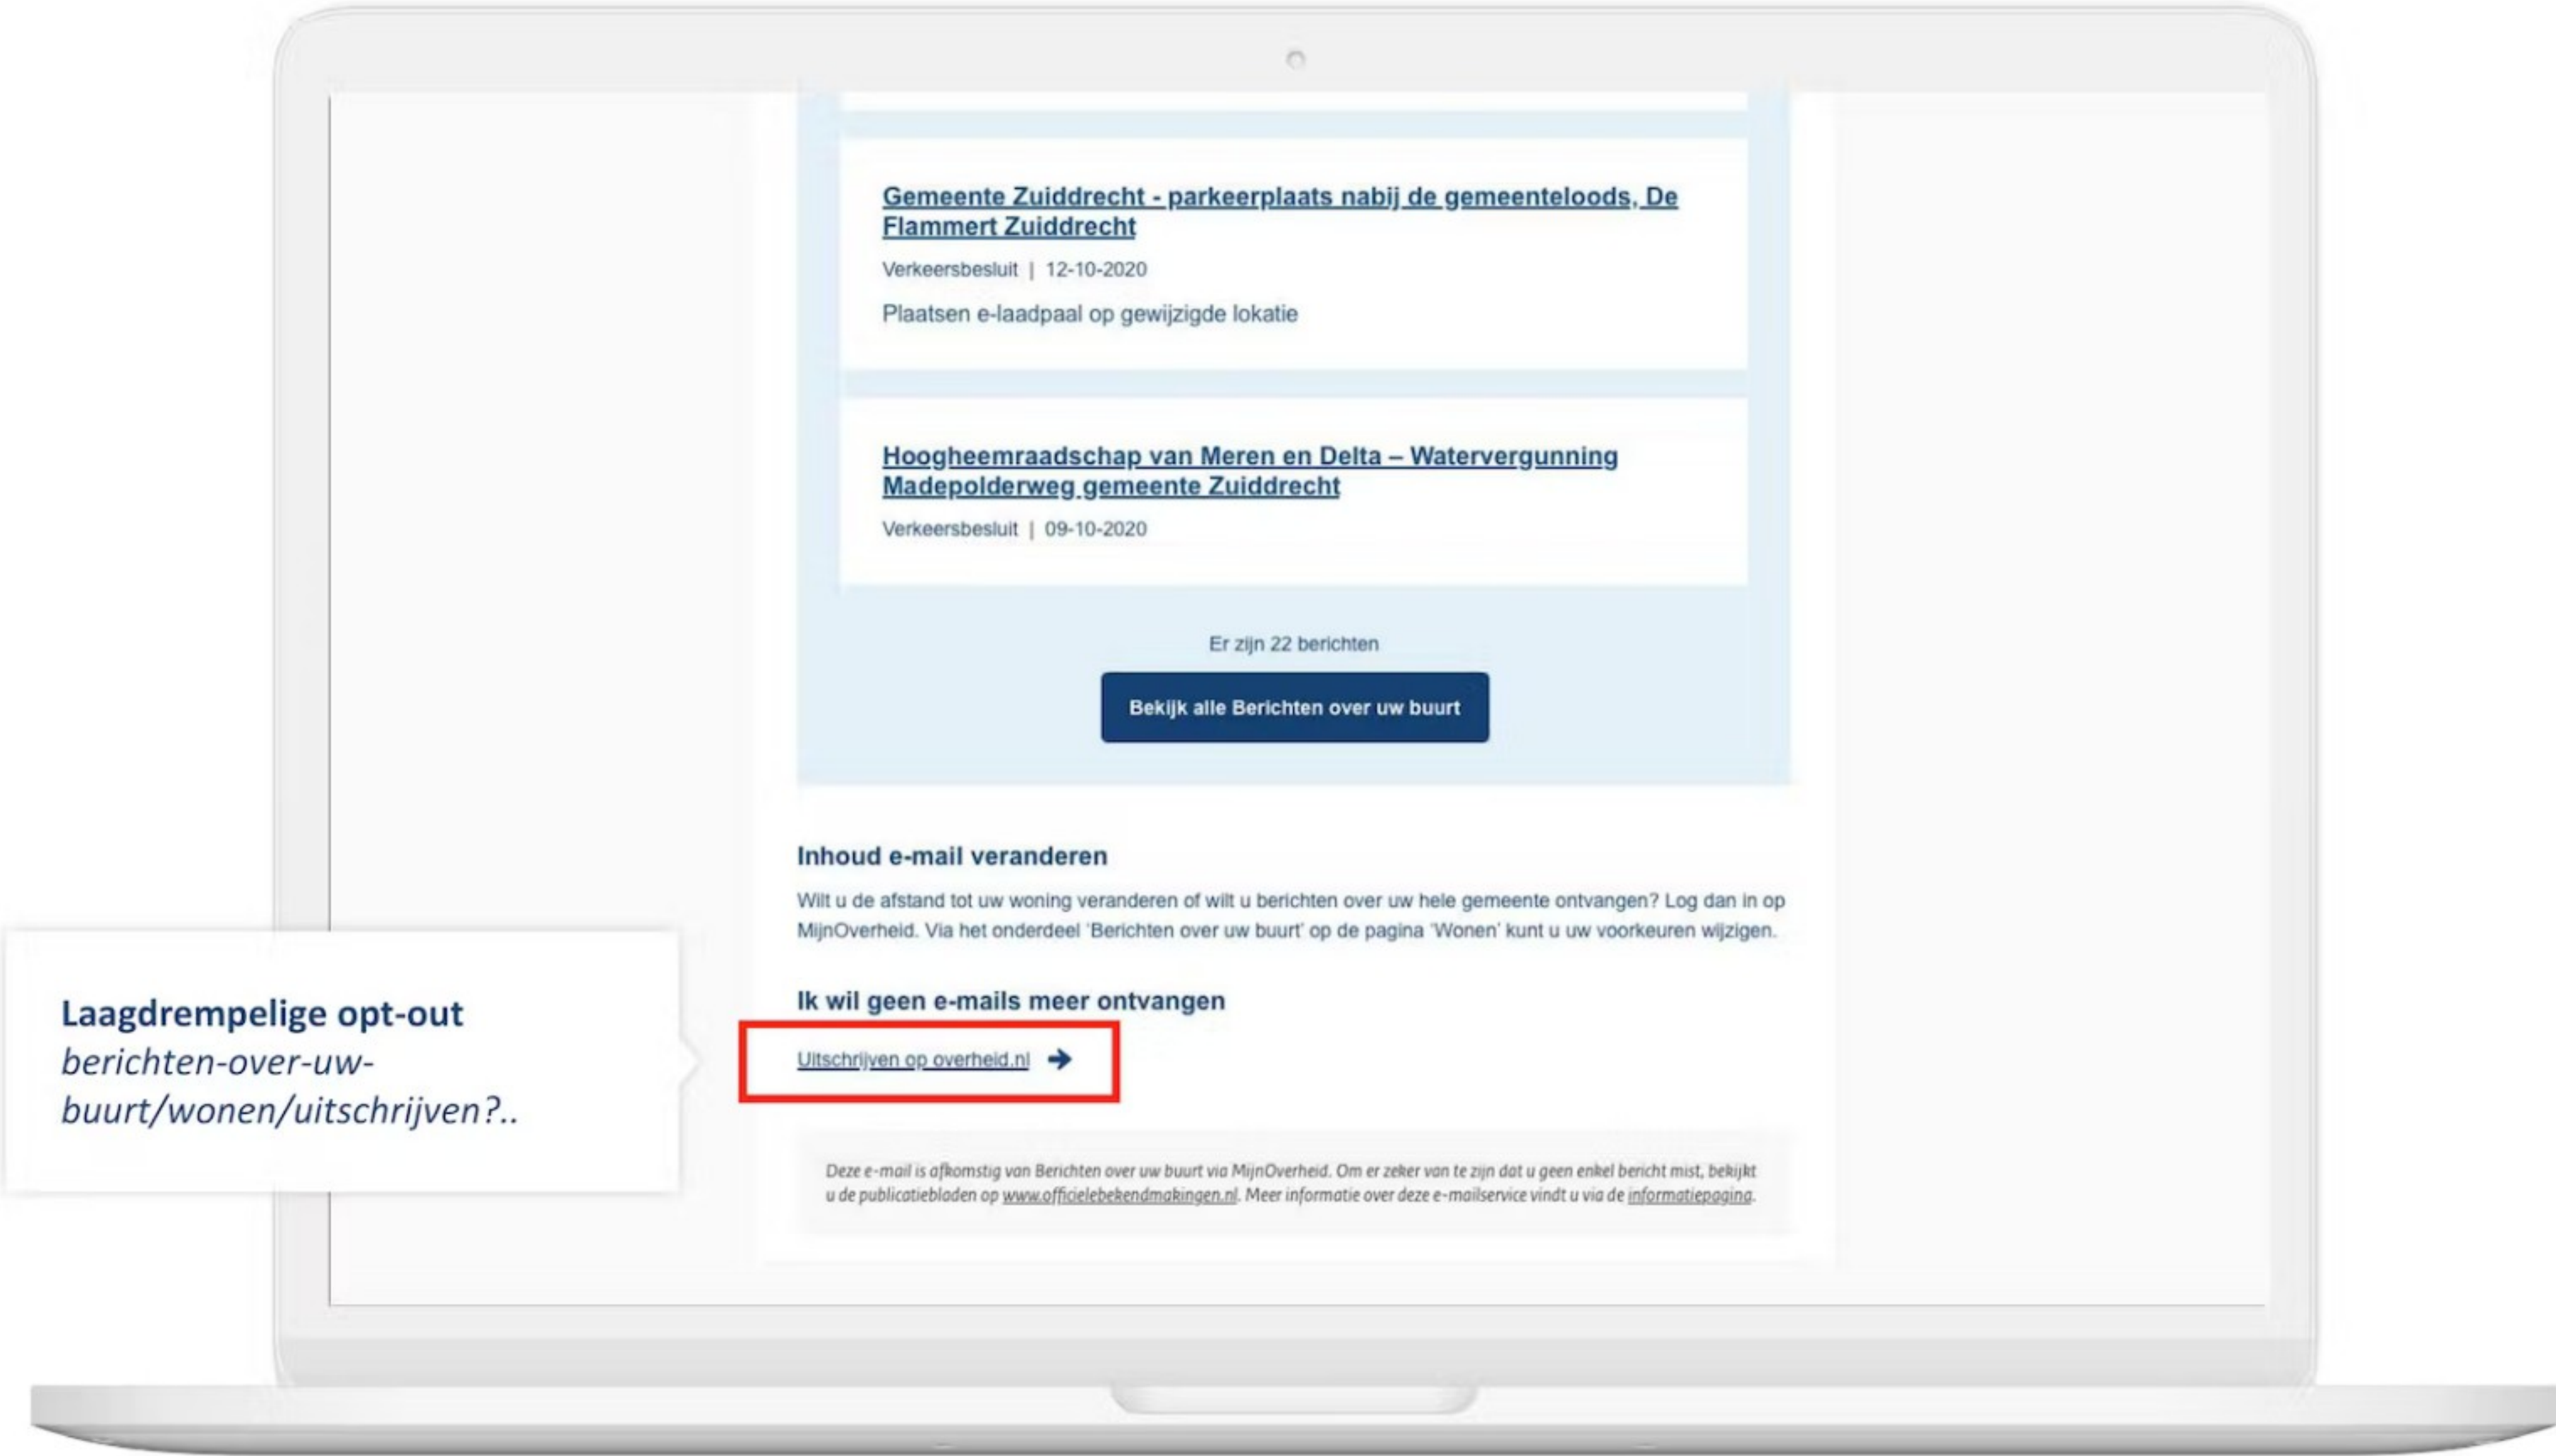 Gemeente Zuiddrecht - parkeerplaats nabij de gemeenteloods, De
Flammert Zuiddrecht
Verkeersbesluit | 12-10-2020
Plaatsen e-laadpaal op gewijzigde lokatie
Hoogheemraadschap van Meren en Delta – Watervergunning
Madepolderweg gemeente Zuiddrecht
Verkeersbesluit | 09-10-2020
Er zijn 22 berichten
Bekijk alle Berichten over uw buurt
Inhoud e-mail veranderen
Wilt u de afstand tot uw woning veranderen of wilt u berichten over uw hele gemeente ontvangen? Log dan in op
MijnOverheid. Via het onderdeel ‘Berichten over uw buurt’ op de pagina ‘Wonen’ kunt u uw voorkeuren wijzigen.
Ik wil geen e-mails meer ontvangen
Uitschrijven op overheid.nl
Laagdrempelige opt-out
berichten-over-uw-
buurt/wonen/uitschrijven?..
Deze e-mail is afkomstig van Berichten over uw buurt via MijnOverheid. Om er zeker van te zijn dat u geen enkel bericht mist, bekijkt
u de publicatiebladen op www.officielebekendmakingen.nl. Meer informatie over deze e-mailservice vindt u via de informatiepagina.